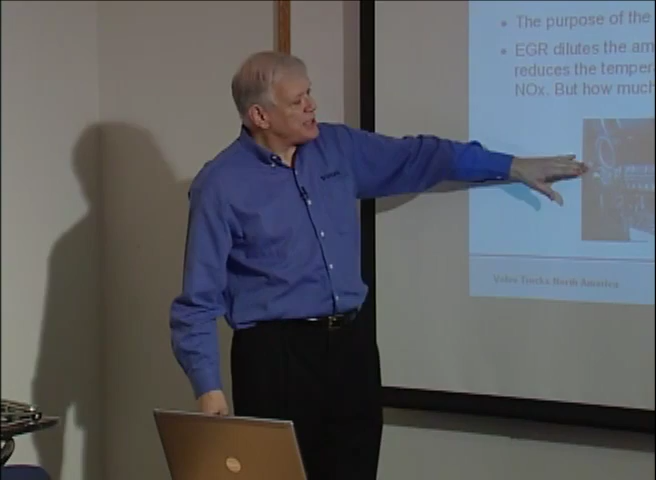 The purpose of the
EGR dilutes the am
reduces the temper
NOx. But how much
Volvo Trucks North America